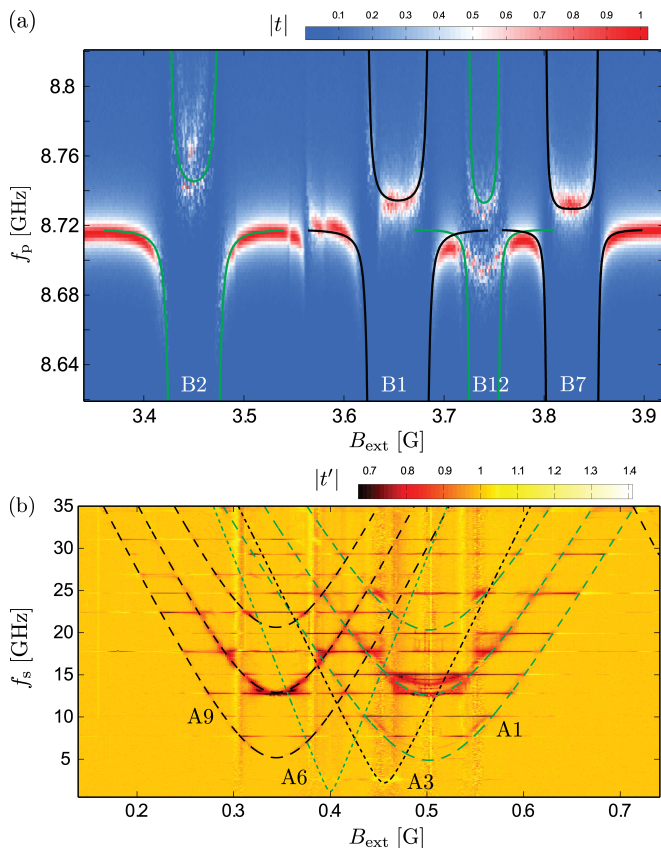 (a)
|t|
0.1 0.2 0.3 0.4 0.5 0.6 0.7 0.8 0.9 1
8.8
8.76
8.72
8.68
8.64
f_p [GHz]
B2 B1 B12 B7
3.4 3.5 3.6 3.7 3.8 3.9
B_ext [G]
|t′|
0.7 0.8 0.9 1 1.1 1.2 1.3 1.4
(b)
35
30
25
20
15
10
5
f_s [GHz]
A9
A6
A3
A1
0.2 0.3 0.4 0.5 0.6 0.7
B_ext [G]